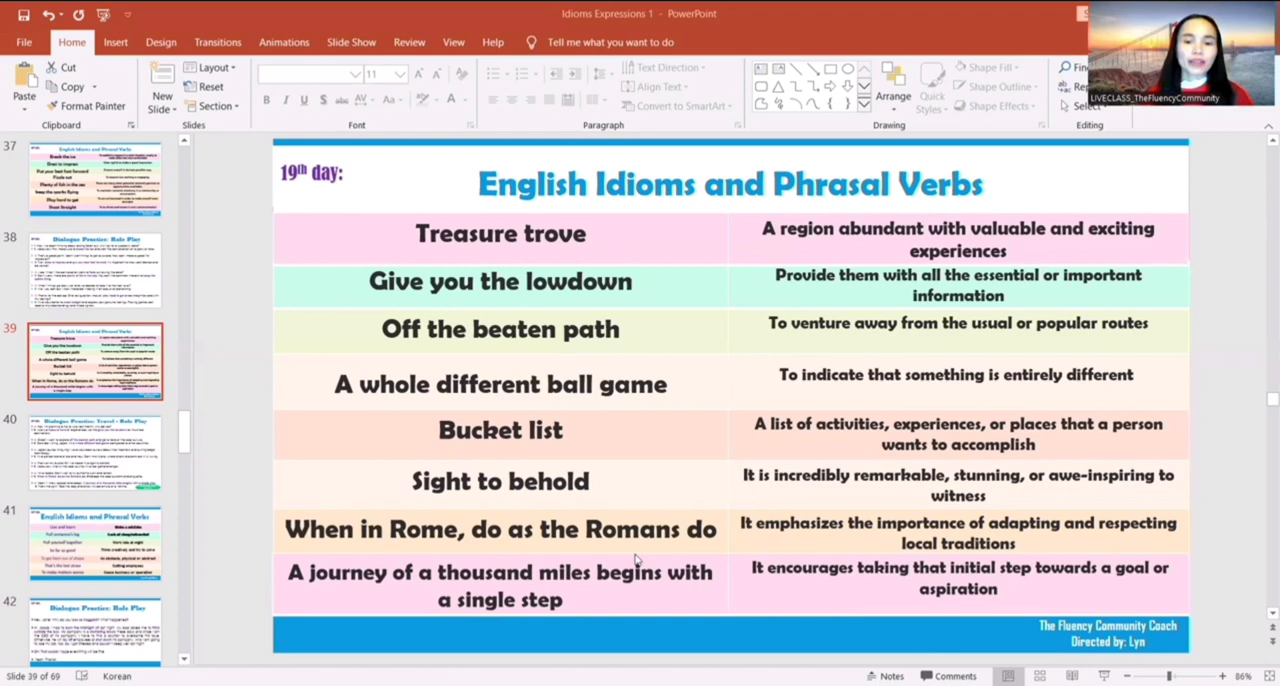 Idioms Expressions 1 - PowerPoint
File Home Insert Design Transitions Animations Slide Show Review View Help Tell me what you want to do
Paste
Cut
Copy
Format Painter
Clipboard
New Slide
Layout
Reset
Section
Slides
11
Font
Text Direction
Align Text
Convert to SmartArt
Paragraph
Arrange
Quick Styles
Shape Fill
Shape Outline
Shape Effects
Drawing
Editing
LIVECLASS_TheFluencyCommunity
37
38
39
40
41
42
19th day:
English Idioms and Phrasal Verbs
Treasure trove
A region abundant with valuable and exciting
experiences
Give you the lowdown
Provide them with all the essential or important
information
Off the beaten path
To venture away from the usual or popular routes
A whole different ball game
To indicate that something is entirely different
Bucket list
A list of activities, experiences, or places that a person
wants to accomplish
Sight to behold
It is incredibly remarkable, stunning, or awe-inspiring to
witness
When in Rome, do as the Romans do
It emphasizes the importance of adapting and respecting
local traditions
A journey of a thousand miles begins with
a single step
It encourages taking that initial step towards a goal or
aspiration
The Fluency Community Coach
Directed by: Lyn
Slide 39 of 69 Korean Notes Comments 86%